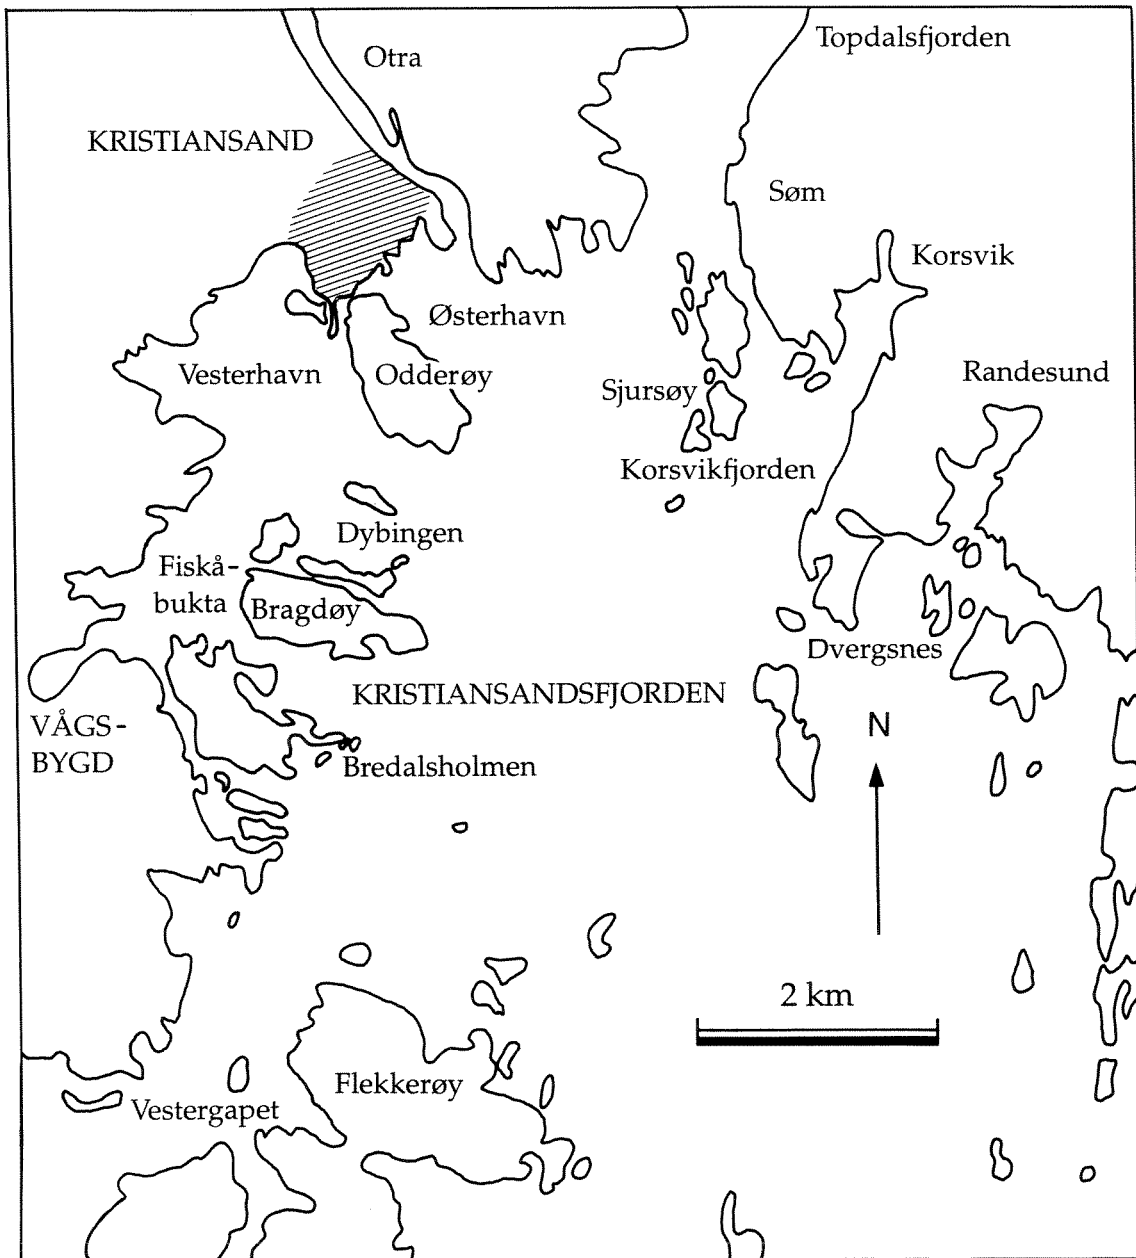 Topdalsfjorden
Otra
KRISTIANSAND
Søm
Korsvik
Østerhavn
Vesterhavn
Odderøy
Sjursøy
Randesund
Korsvikfjorden
Dybingen
Fiskå-
bukta
Bragdøy
Dvergsnes
KRISTIANSANDSFJORDEN
VÅGS-
BYGD
N
Bredalsholmen
2 km
Flekkerøy
Vestergapet